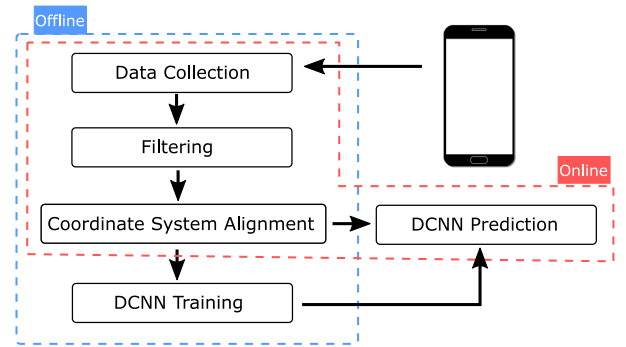 Offline
Data Collection
Filtering
Online
Coordinate System Alignment
DCNN Prediction
DCNN Training